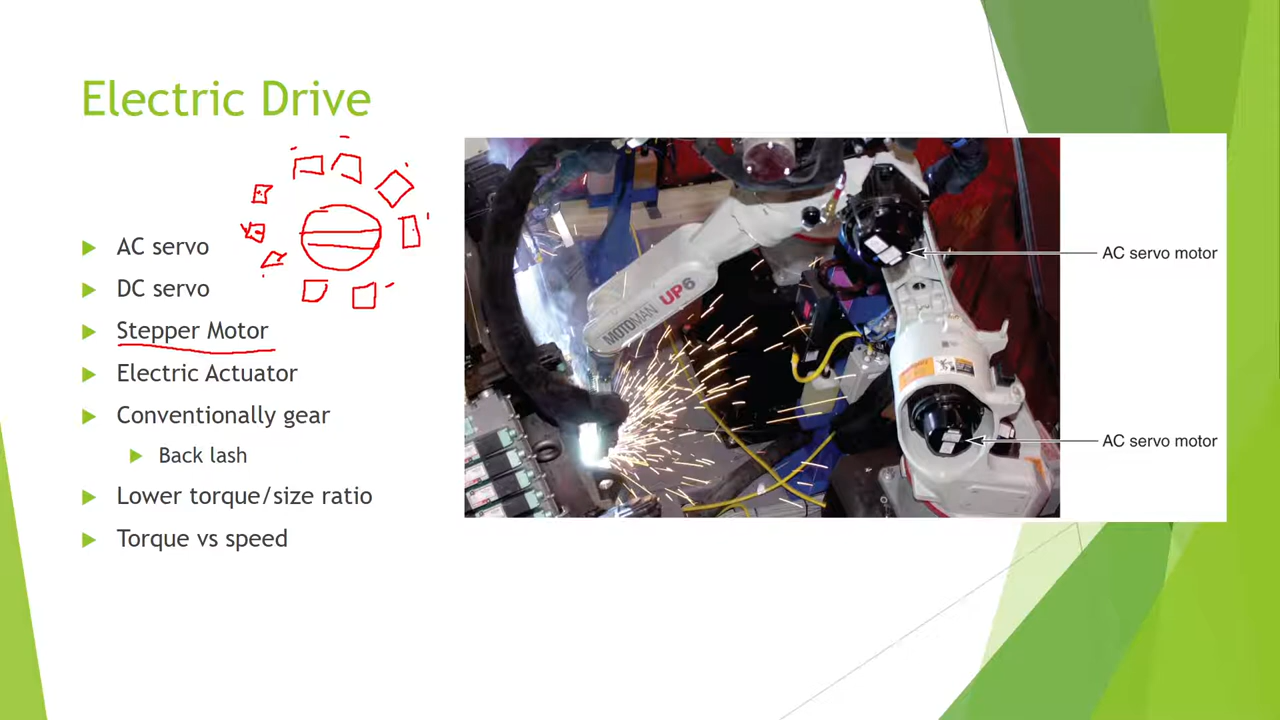 Electric Drive
AC servo
DC servo
Stepper Motor
Electric Actuator
Conventionally gear
Back lash
Lower torque/size ratio
Torque vs speed
MOTOMAN UP6
AC servo motor
AC servo motor